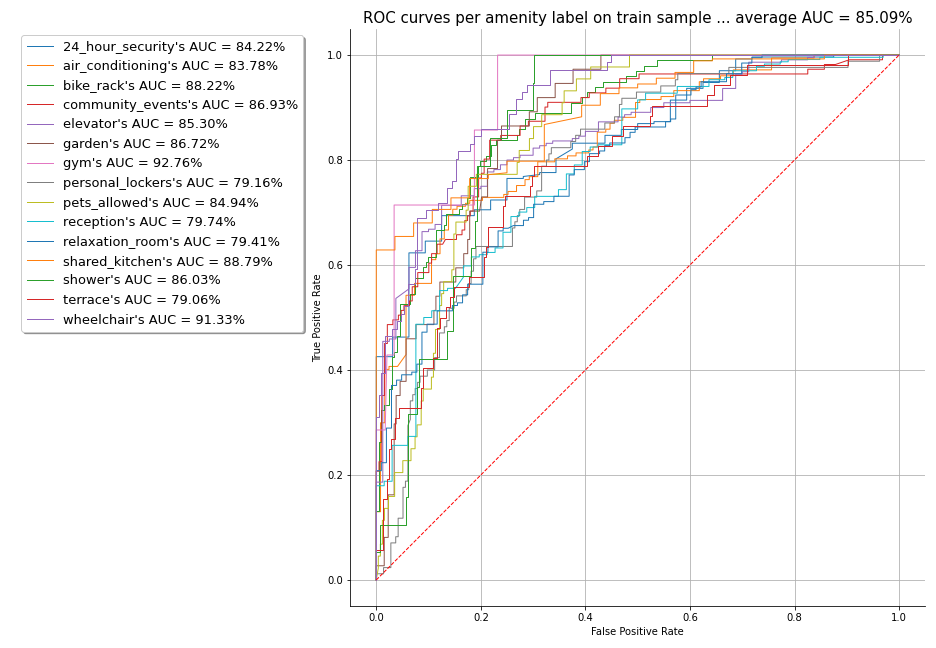 ROC curves per amenity label on train sample ... average AUC = 85.09%
24_hour_security's AUC = 84.22%
air_conditioning's AUC = 83.78%
bike_rack's AUC = 88.22%
community_events's AUC = 86.93%
elevator's AUC = 85.30%
garden's AUC = 86.72%
gym's AUC = 92.76%
personal_lockers's AUC = 79.16%
pets_allowed's AUC = 84.94%
reception's AUC = 79.74%
relaxation_room's AUC = 79.41%
shared_kitchen's AUC = 88.79%
shower's AUC = 86.03%
terrace's AUC = 79.06%
wheelchair's AUC = 91.33%
True Positive Rate
1.0
0.8
0.6
0.4
0.2
0.0
0.0 0.2 0.4 0.6 0.8 1.0
False Positive Rate